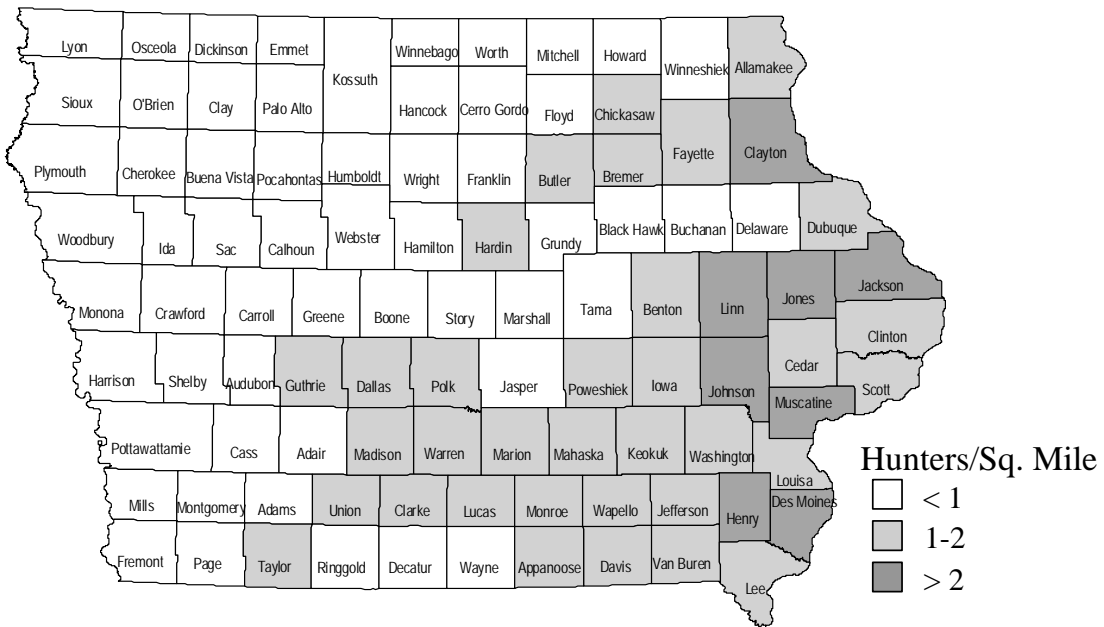 Lyon Osceola Dickinson Emmet Kossuth Winnebago Worth Mitchell Howard Winneshiek Allamakee
Sioux O'Brien Clay Palo Alto Hancock Cerro Gordo Floyd Chickasaw
Plymouth Cherokee Buena Vista Pocahontas Humboldt Wright Franklin Butler Bremer Fayette Clayton
Woodbury Ida Sac Calhoun Webster Hamilton Hardin Grundy Black Hawk Buchanan Delaware Dubuque
Monona Crawford Carroll Greene Boone Story Marshall Tama Benton Linn Jones Jackson
Clinton
Harrison Shelby Audubon Guthrie Dallas Polk Jasper Poweshiek Iowa Johnson Cedar Scott
Muscatine
Pottawattamie Cass Adair Madison Warren Marion Mahaska Keokuk Washington
Louisa
Mills Montgomery Adams Union Clarke Lucas Monroe Wapello Jefferson Henry Des Moines
Fremont Page Taylor Ringgold Decatur Wayne Appanoose Davis Van Buren Lee
Hunters/Sq. Mile
< 1
1-2
> 2